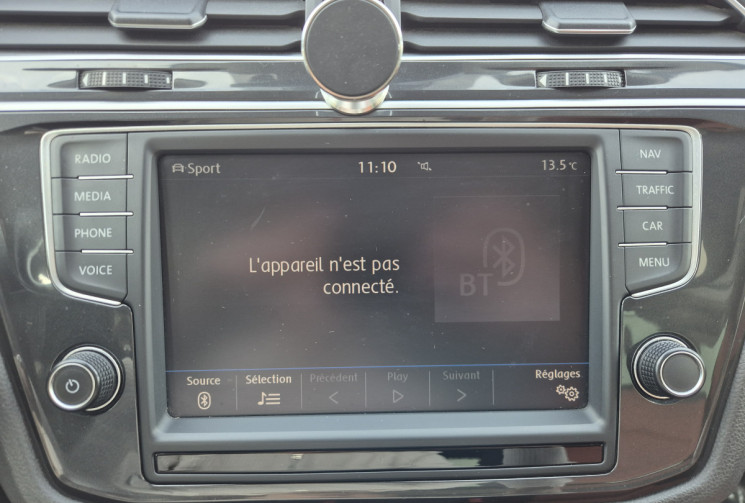 RADIO
MEDIA
PHONE
VOICE
Sport
11:10
13.5°C
L'appareil n'est pas
connecté.
BT
Source
Sélection
Précédent
Play
Suivant
Réglages
NAV
TRAFFIC
CAR
MENU